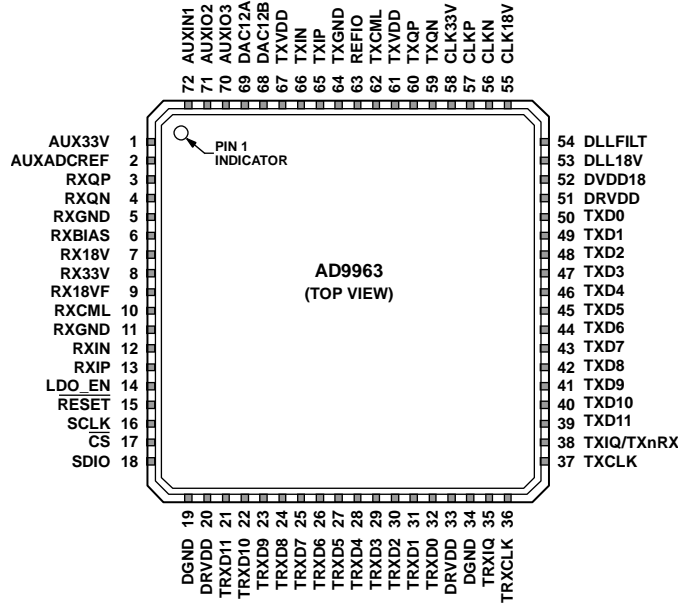 72 AUXIN1
71 AUXIO2
70 AUXIO3
69 DAC12A
68 DAC12B
67 TXVDD
66 TXIN
65 TXIP
64 TXGND
63 REFIO
62 TXCML
61 TXVDD
60 TXQP
59 TXQN
58 CLK33V
57 CLKP
56 CLKN
55 CLK18V
AUX33V 1
AUXADCREF 2
RXQP 3
RXQN 4
RXGND 5
RXBIAS 6
RX18V 7
RX33V 8
RX18VF 9
RXCML 10
RXGND 11
RXIN 12
RXIP 13
LDO_EN 14
RESET 15
SCLK 16
CS 17
SDIO 18
PIN 1
INDICATOR
AD9963
(TOP VIEW)
54 DLLFILT
53 DLL18V
52 DVDD18
51 DRVDD
50 TXD0
49 TXD1
48 TXD2
47 TXD3
46 TXD4
45 TXD5
44 TXD6
43 TXD7
42 TXD8
41 TXD9
40 TXD10
39 TXD11
38 TXIQ/TXnRX
37 TXCLK
DGND 19
DRVDD 20
TRXD11 21
TRXD10 22
TRXD9 23
TRXD8 24
TRXD7 25
TRXD6 26
TRXD5 27
TRXD4 28
TRXD3 29
TRXD2 30
TRXD1 31
TRXD0 32
DRVDD 33
DGND 34
TRXIQ 35
TRXCLK 36